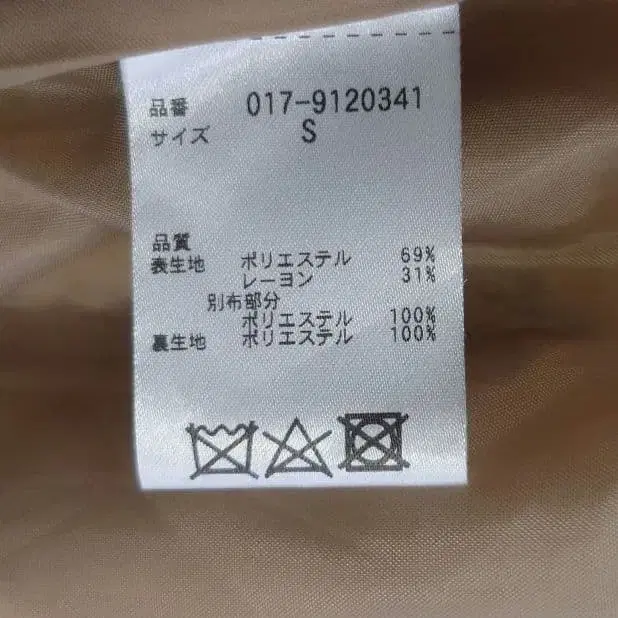 品番 017-9120341
サイズ S
品質
表生地 ポリエステル 69%
レーヨン 31%
別布部分
ポリエステル 100%
裏生地 ポリエステル 100%